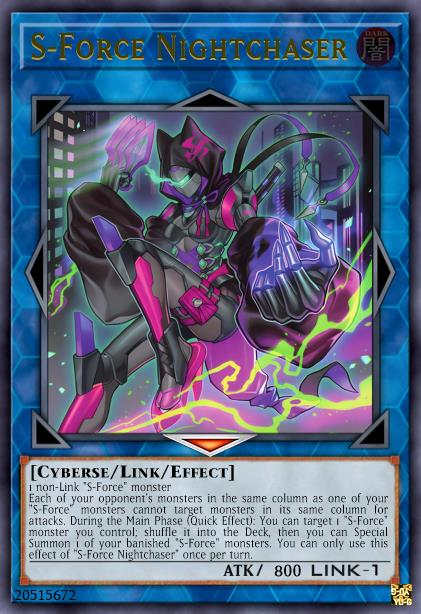 S-Force Nightchaser
DARK
闇
[Cyberse/Link/Effect]
1 non-Link "S-Force" monster
Each of your opponent's monsters in the same column as one of your
"S-Force" monsters cannot target monsters in its same column for
attacks. During the Main Phase (Quick Effect): You can target 1 "S-Force"
monster you control; shuffle it into the Deck, then you can Special
Summon 1 of your banished "S-Force" monsters. You can only use this
effect of "S-Force Nightchaser" once per turn.
ATK/ 800 LINK-1
20515672